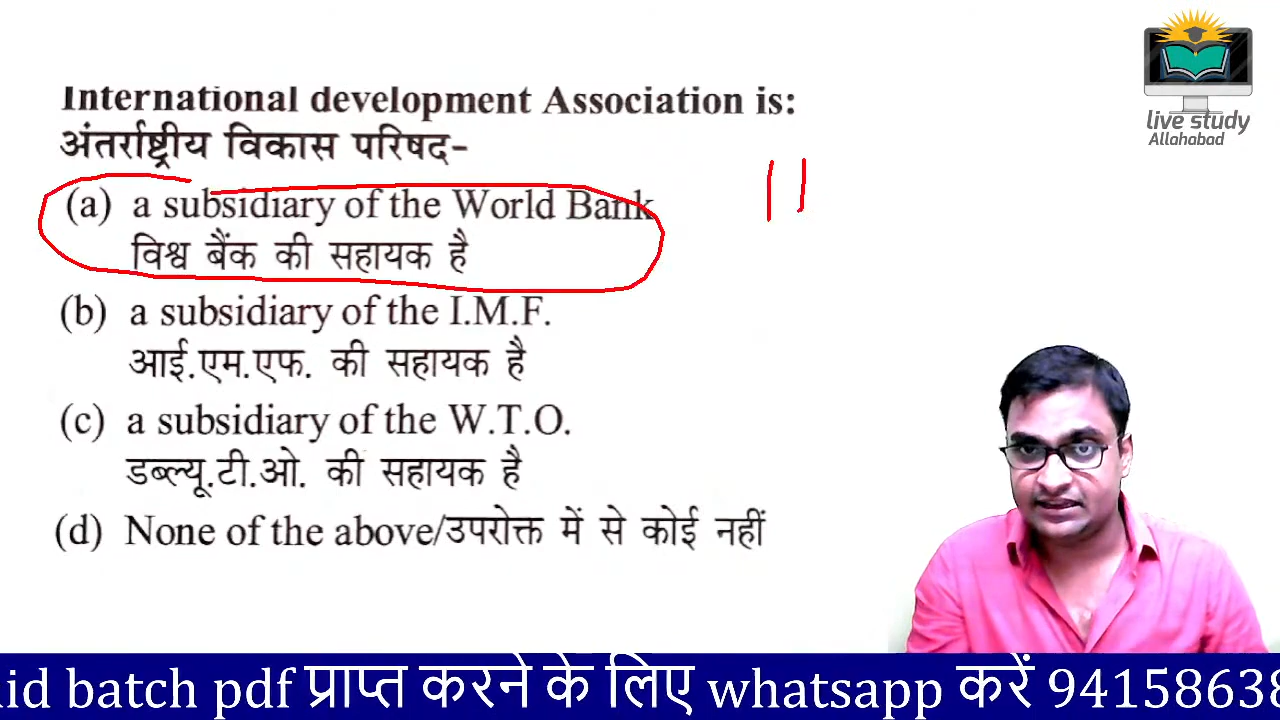 live study
Allahabad
International development Association is:
अंतर्राष्ट्रीय विकास परिषद-
(a) a subsidiary of the World Bank
विश्व बैंक की सहायक है
(b) a subsidiary of the I.M.F.
आई.एम.एफ. की सहायक है
(c) a subsidiary of the W.T.O.
डब्ल्यू.टी.ओ. की सहायक है
(d) None of the above/उपरोक्त में से कोई नहीं
batch pdf प्राप्त करने के लिए whatsapp करें 9415863